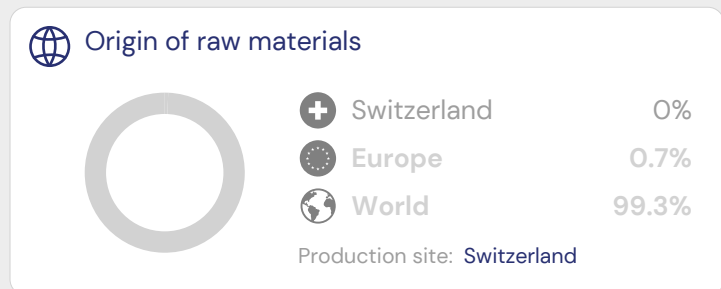 Origin of raw materials
Switzerland 0%
Europe 0.7%
World 99.3%
Production site: Switzerland